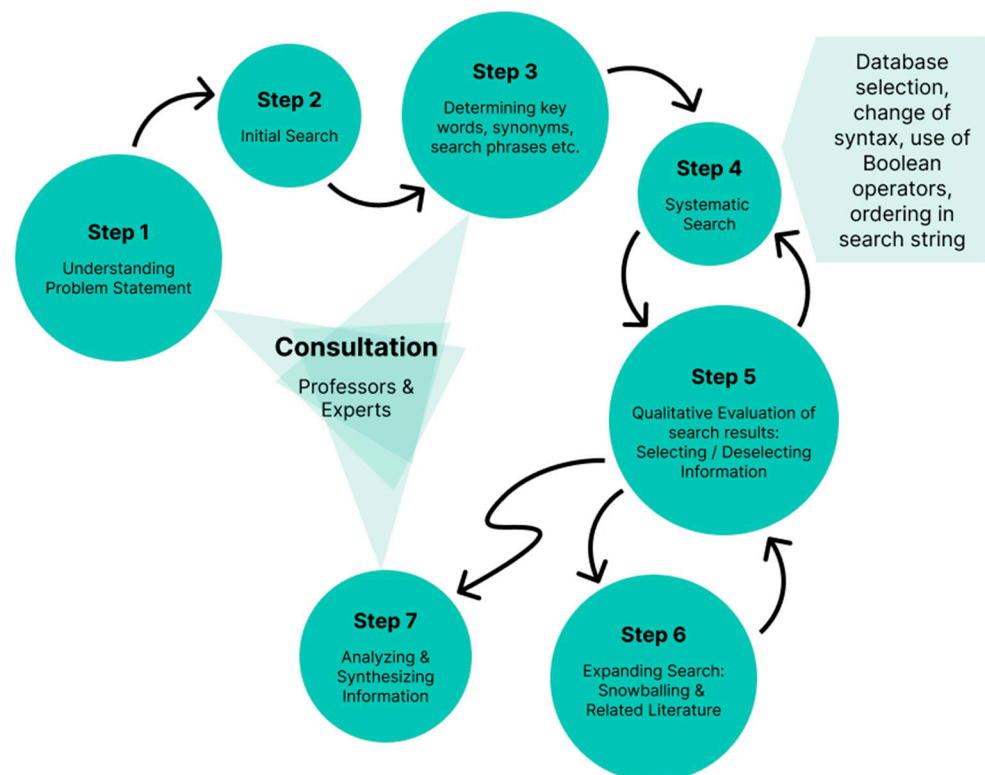 Step 1
Understanding
Problem Statement
Step 2
Initial Search
Step 3
Determining key
words, synonyms,
search phrases etc.
Step 4
Systematic
Search
Database
selection,
change of
syntax, use of
Boolean
operators,
ordering in
search string
Consultation
Professors &
Experts
Step 5
Qualitative Evaluation of
search results:
Selecting / Deselecting
Information
Step 6
Expanding Search:
Snowballing &
Related Literature
Step 7
Analyzing &
Synthesizing
Information